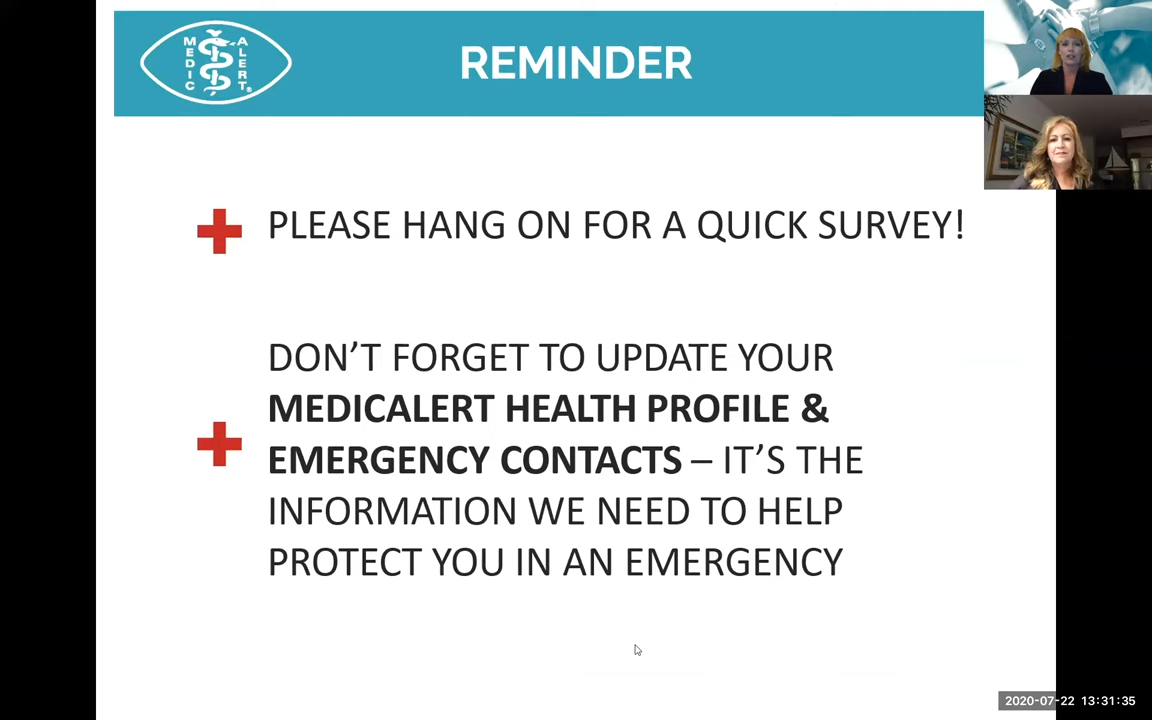 MEDIC ALERT®
REMINDER
PLEASE HANG ON FOR A QUICK SURVEY!
DON’T FORGET TO UPDATE YOUR
MEDICALERT HEALTH PROFILE &
EMERGENCY CONTACTS – IT’S THE
INFORMATION WE NEED TO HELP
PROTECT YOU IN AN EMERGENCY
2020-07-22 13:31:35